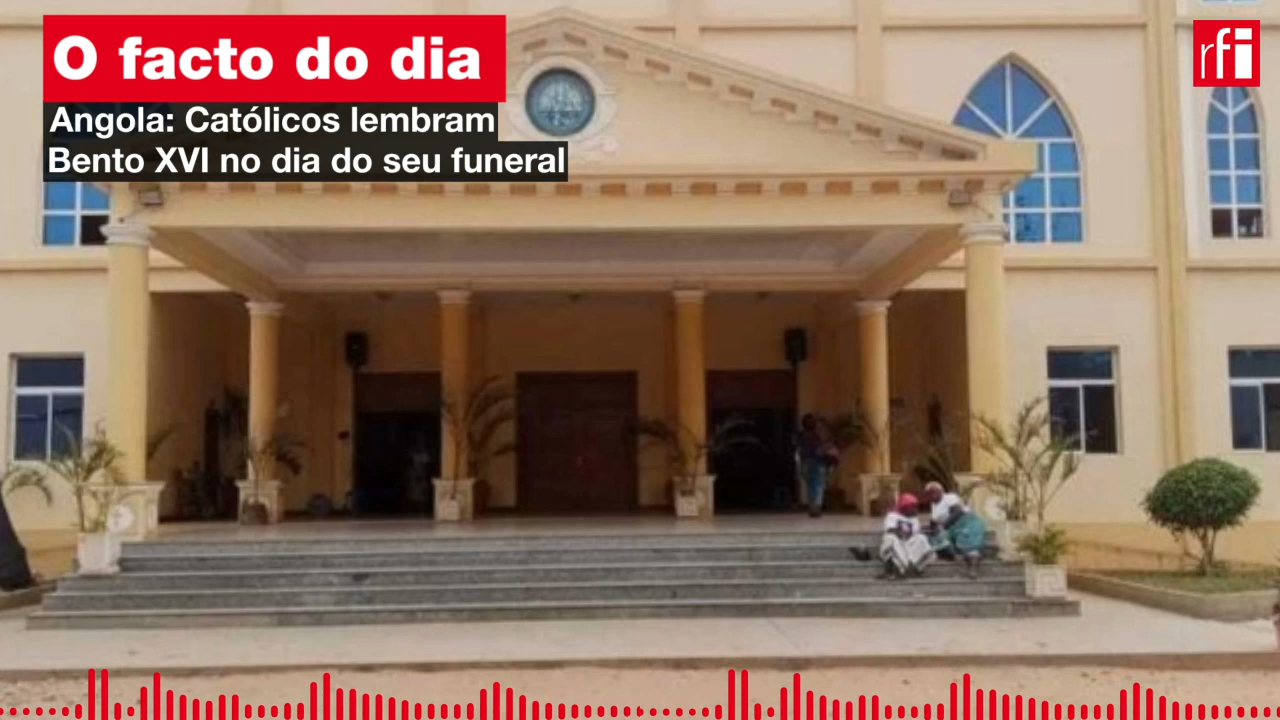 O facto do dia
rfi
Angola: Católicos lembram
Bento XVI no dia do seu funeral